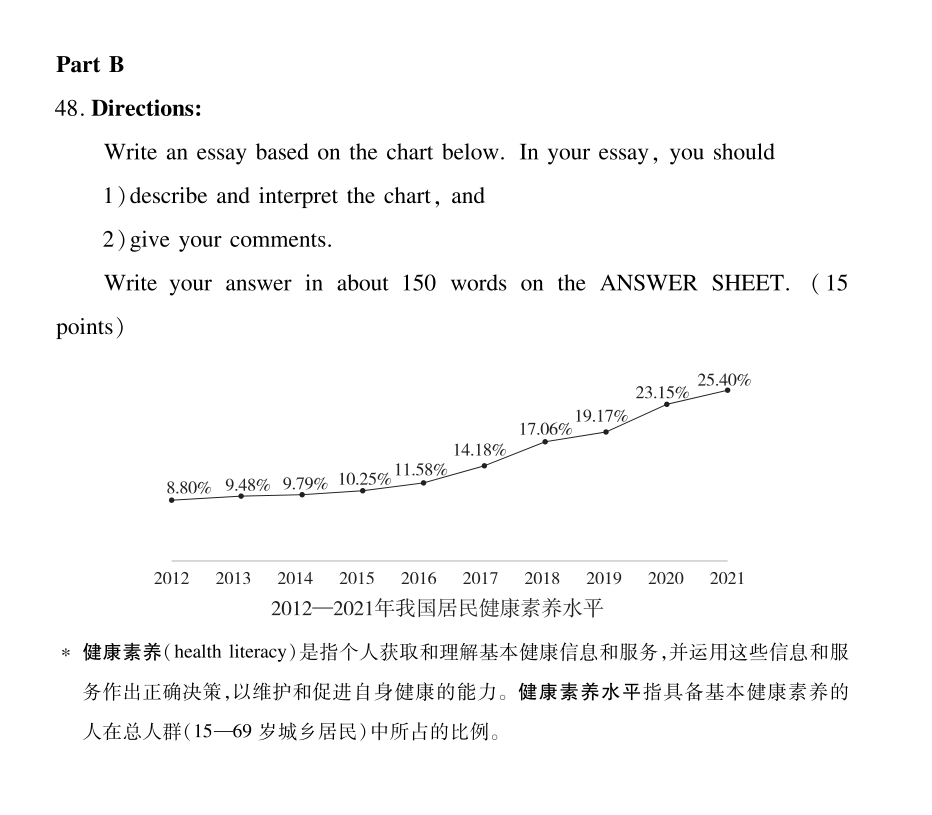 Part B
48. Directions:
Write an essay based on the chart below. In your essay, you should
1) describe and interpret the chart, and
2) give your comments.
Write your answer in about 150 words on the ANSWER SHEET. (15
points)
8.80% 9.48% 9.79% 10.25% 11.58% 14.18% 17.06% 19.17% 23.15% 25.40%
2012 2013 2014 2015 2016 2017 2018 2019 2020 2021
2012—2021年我国居民健康素养水平
* 健康素养(health literacy)是指个人获取和理解基本健康信息和服务,并运用这些信息和服
务作出正确决策,以维护和促进自身健康的能力。健康素养水平指具备基本健康素养的
人在总人群(15—69 岁城乡居民)中所占的比例。